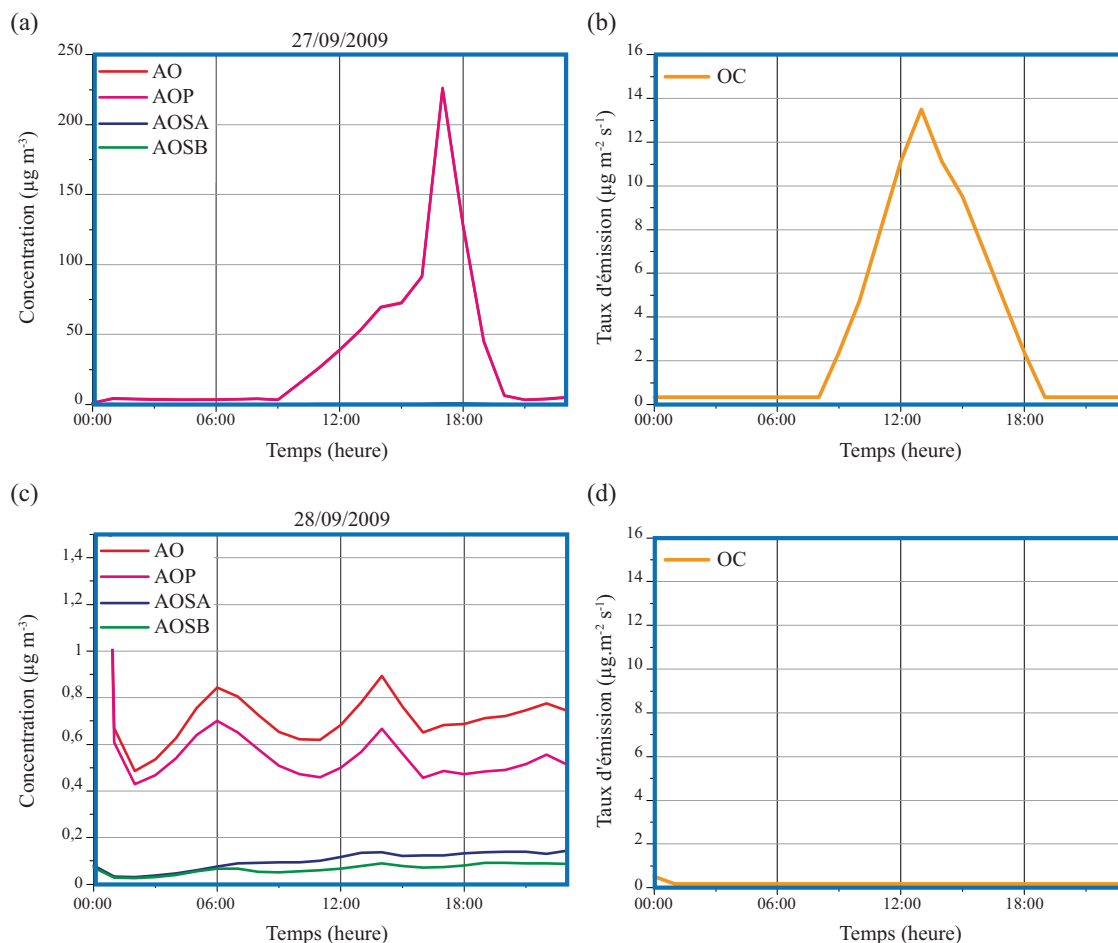 (a)
27/09/2009
AO
AOP
AOSA
AOSB
Concentration (µg m⁻³)
250
200
150
100
50
0
00:00 06:00 12:00 18:00
Temps (heure)
(b)
OC
Taux d'émission (µg m⁻² s⁻¹)
16
14
12
10
8
6
4
2
0
00:00 06:00 12:00 18:00
Temps (heure)
(c)
28/09/2009
AO
AOP
AOSA
AOSB
Concentration (µg m⁻³)
1,4
1,2
1
0,8
0,6
0,4
0,2
0
00:00 06:00 12:00 18:00
Temps (heure)
(d)
OC
Taux d'émission (µg.m⁻² s⁻¹)
16
14
12
10
8
6
4
2
0
00:00 06:00 12:00 18:00
Temps (heure)